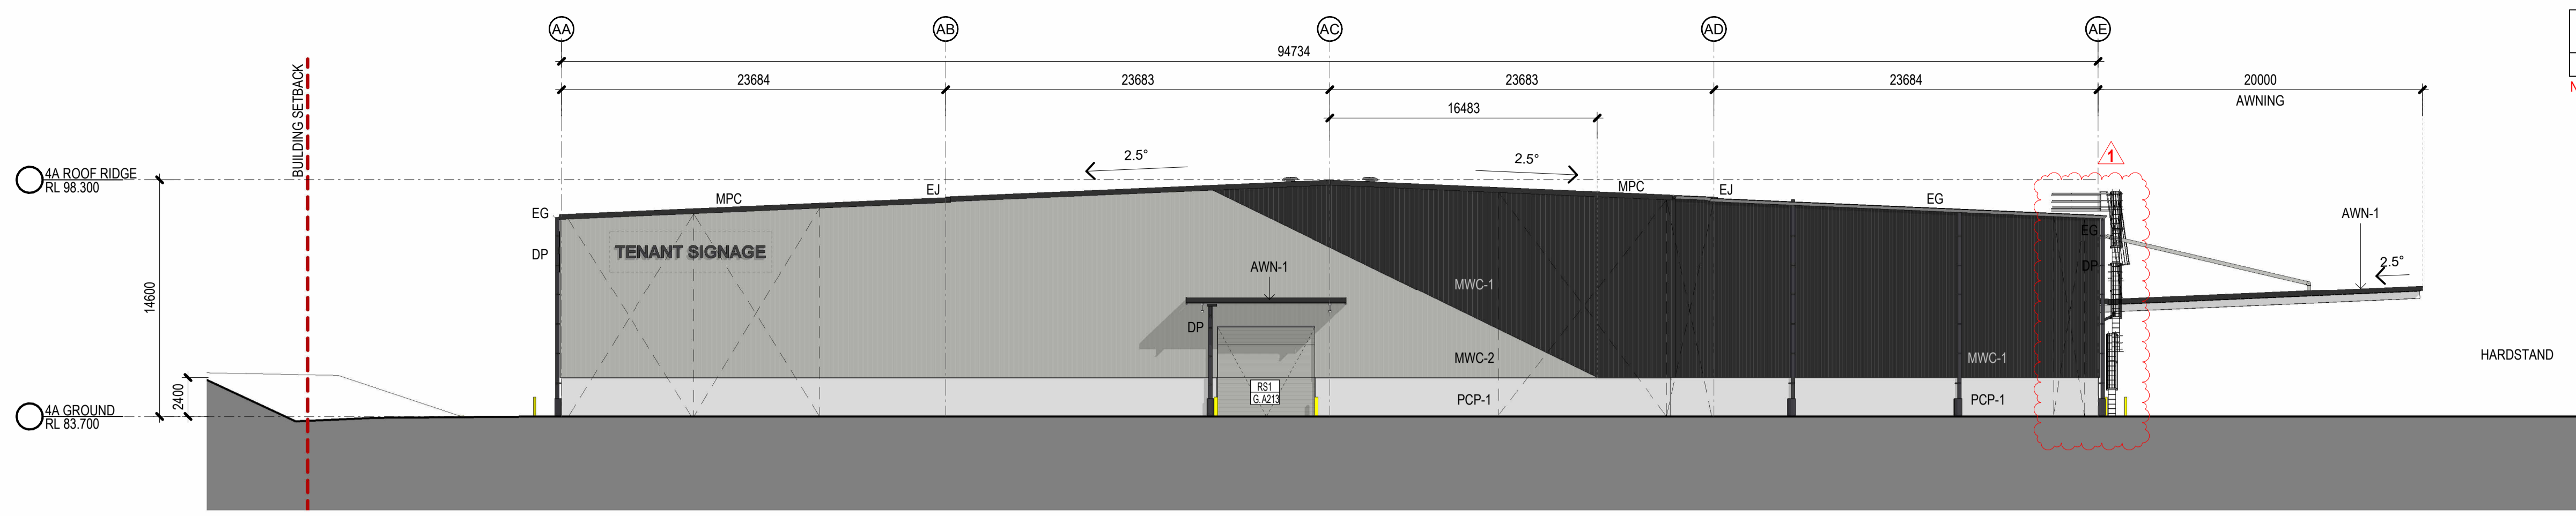 AA
AB
AC
AD
AE
94734
23684
23683
23683
23684
20000
AWNING
16483
BUILDING SETBACK
1
2.5°
2.5°
4A ROOF RIDGE
RL 98.300
MPC
EJ
MPC
EJ
EG
EG
AWN-1
EG
DP
TENANT SIGNAGE
AWN-1
EG
DP
2.5°
14600
MWC-1
DP
MWC-2
MWC-1
HARDSTAND
2400
RS1
G. A213
PCP-1
PCP-1
4A GROUND
RL 83.700